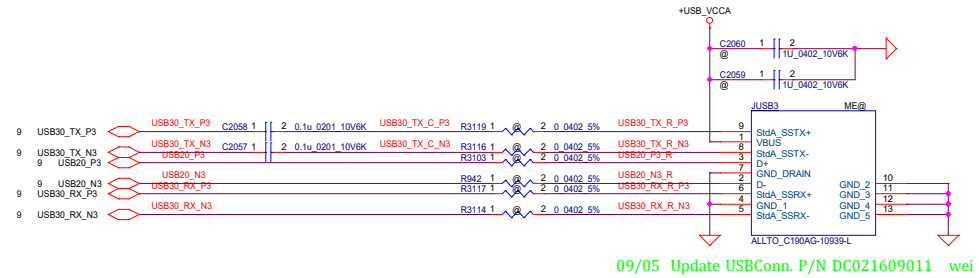 +USB_VCCA
C2060 1 2
@ 1U_0402_10V6K
C2059 1 2
@ 1U_0402_10V6K
JUSB3 ME@
9 USB30_TX_P3 USB30_TX_P3 C2058 1 2 0.1u_0201_10V6K USB30_TX_C_P3 R3119 1 @ 2 0_0402_5% USB30_TX_R_P3 9 StdA_SSTX+
1 VBUS
9 USB30_TX_N3 USB30_TX_N3 C2057 1 2 0.1u_0201_10V6K USB30_TX_C_N3 R3116 1 @ 2 0_0402_5% USB30_TX_R_N3 8 StdA_SSTX-
9 USB20_P3 USB20_P3 R3103 1 @ 2 0_0402_5% USB20_P3_R 3 D+
7 GND_DRAIN
9 USB20_N3 USB20_N3 R942 1 @ 2 0_0402_5% USB20_N3_R 2 D- GND_2 10
9 USB30_RX_P3 USB30_RX_P3 R3117 1 @ 2 0_0402_5% USB30_RX_R_P3 6 StdA_SSRX+ GND_3 11
4 GND_1 GND_4 12
9 USB30_RX_N3 USB30_RX_N3 R3114 1 @ 2 0_0402_5% USB30_RX_R_N3 5 StdA_SSRX- GND_5 13
ALLTO_C190AG-10939-L
09/05 Update USBConn. P/N DC021609011 wei